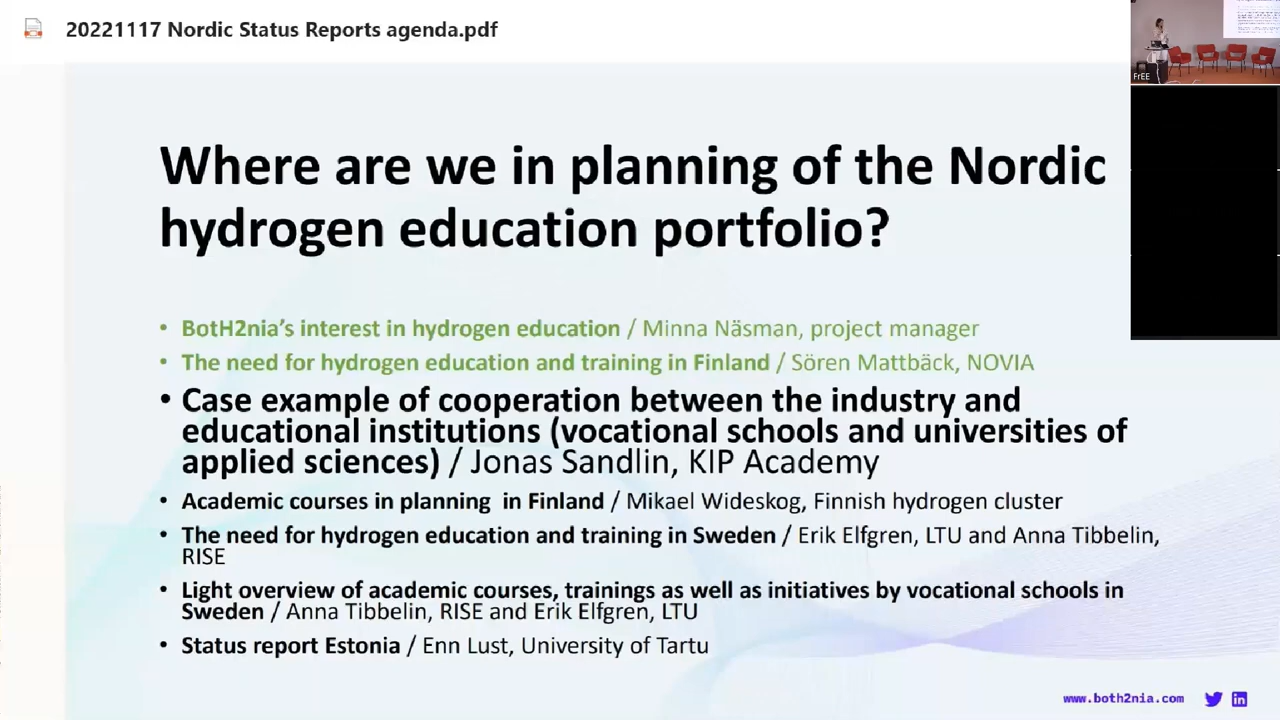 20221117 Nordic Status Reports agenda.pdf
FrEE
Where are we in planning of the Nordic
hydrogen education portfolio?
• BotH2nia’s interest in hydrogen education / Minna Näsman, project manager
• The need for hydrogen education and training in Finland / Sören Mattbäck, NOVIA
• Case example of cooperation between the industry and
educational institutions (vocational schools and universities of
applied sciences) / Jonas Sandlin, KIP Academy
• Academic courses in planning in Finland / Mikael Wideskog, Finnish hydrogen cluster
• The need for hydrogen education and training in Sweden / Erik Elfgren, LTU and Anna Tibbelin,
RISE
• Light overview of academic courses, trainings as well as initiatives by vocational schools in
Sweden / Anna Tibbelin, RISE and Erik Elfgren, LTU
• Status report Estonia / Enn Lust, University of Tartu
www.both2nia.com